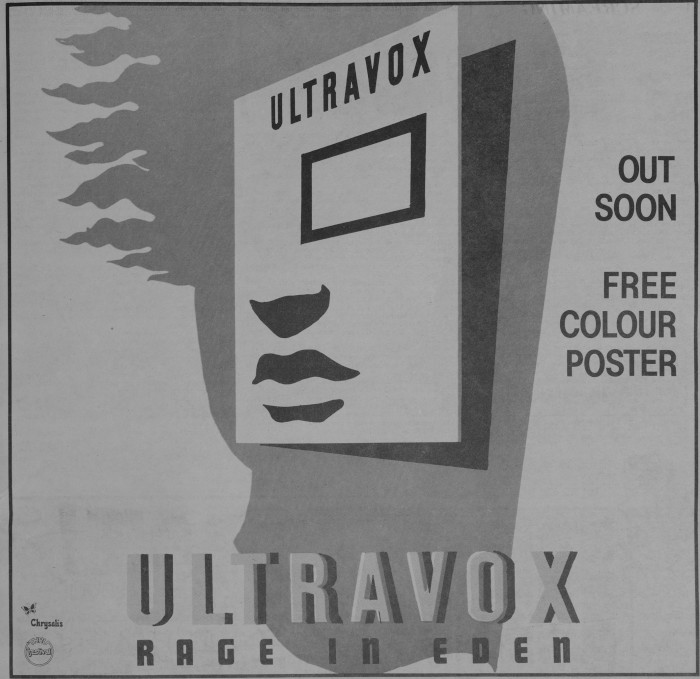 ULTRAVOX
OUT
SOON
FREE
COLOUR
POSTER
ULTRAVOX
RAGE IN EDEN
Chrysalis